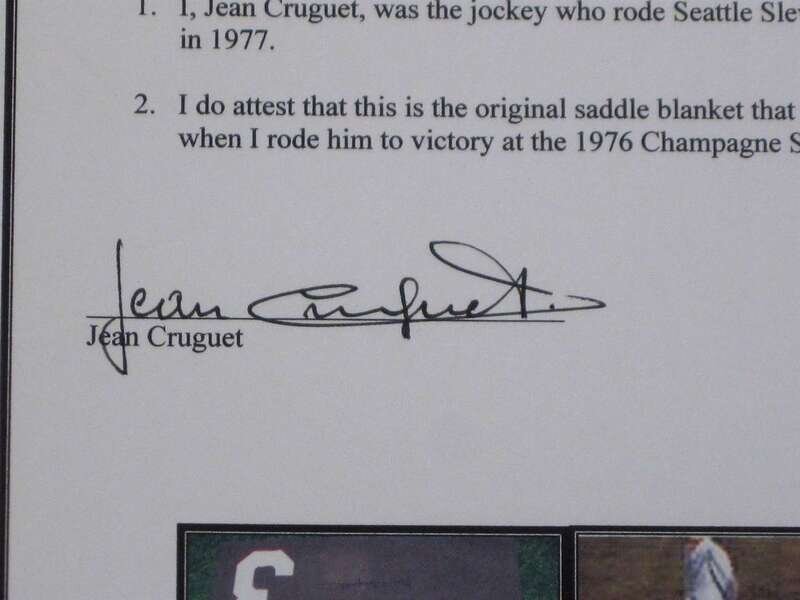 1. I, Jean Cruguet, was the jockey who rode Seattle Slew
in 1977.
2. I do attest that this is the original saddle blanket that
when I rode him to victory at the 1976 Champagne S
Jean Cruguet
Jean Cruguet